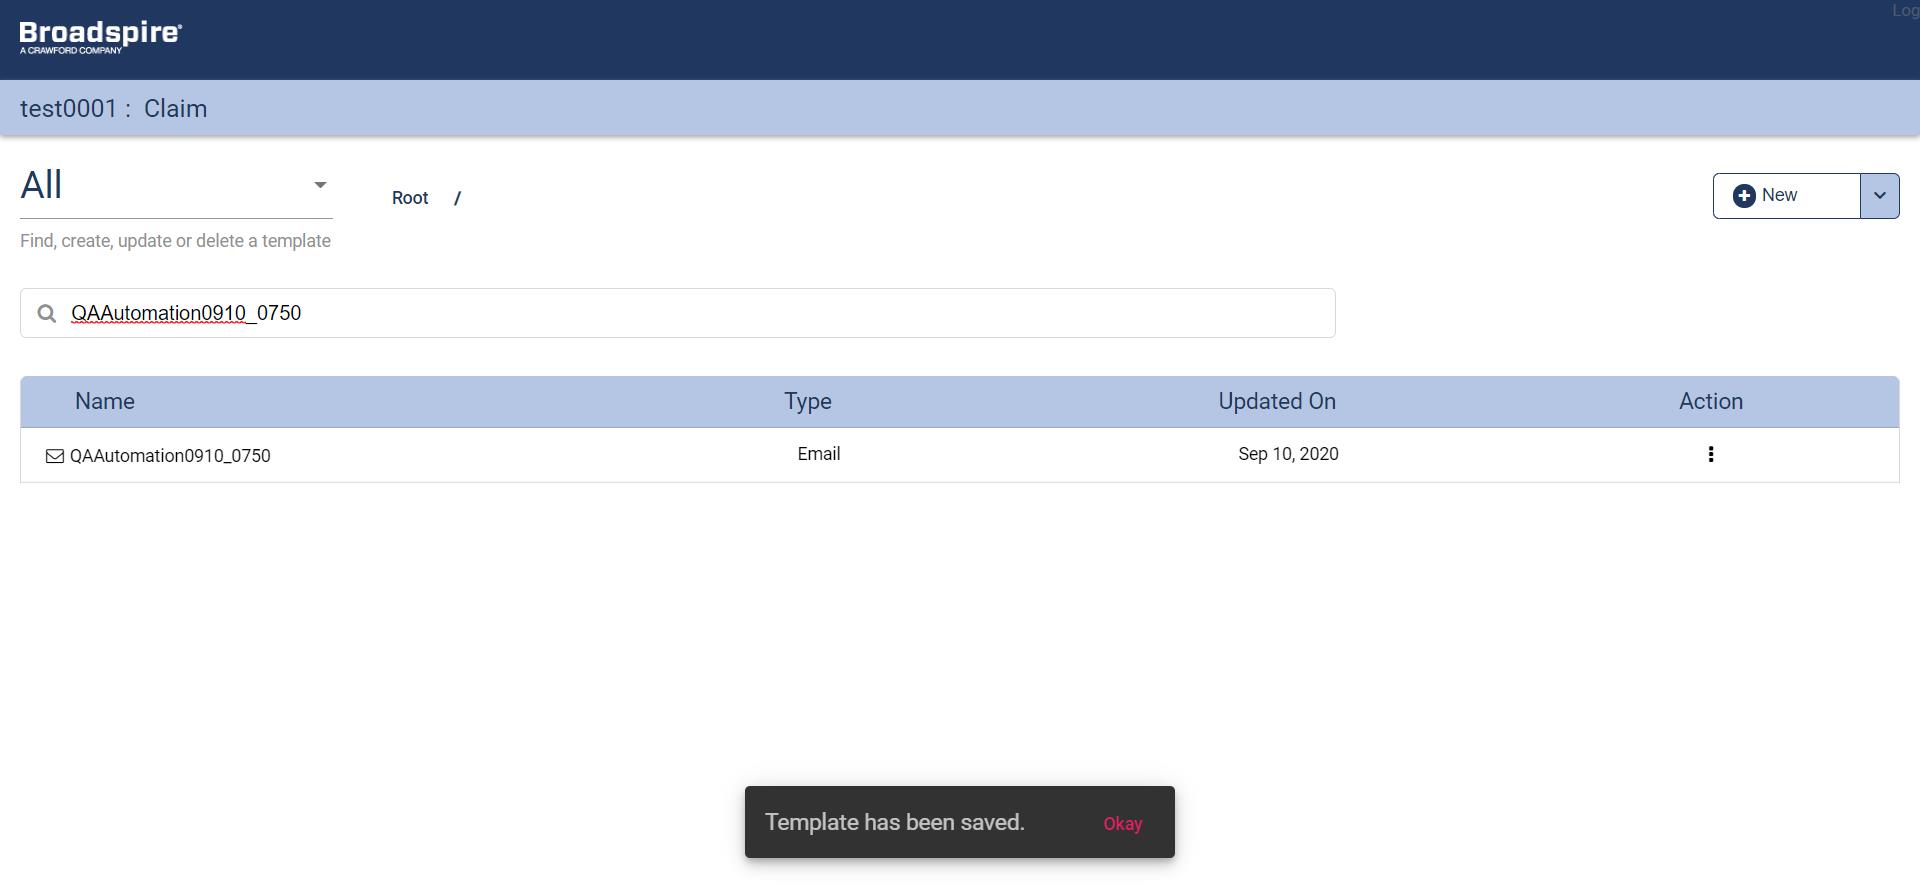 Log
Broadspire®
A CRAWFORD COMPANY
test0001 : Claim
All
Root /
New
Find, create, update or delete a template
QAAutomation0910_0750
Name Type Updated On Action
QAAutomation0910_0750 Email Sep 10, 2020
Template has been saved. Okay